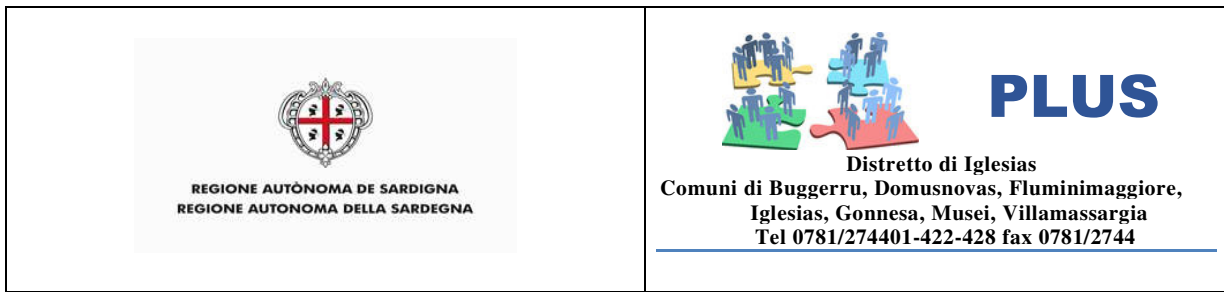 REGIONE AUTÒNOMA DE SARDIGNA
REGIONE AUTONOMA DELLA SARDEGNA
PLUS
Distretto di Iglesias
Comuni di Buggerru, Domusnovas, Fluminimaggiore,
Iglesias, Gonnesa, Musei, Villamassargia
Tel 0781/274401-422-428 fax 0781/2744